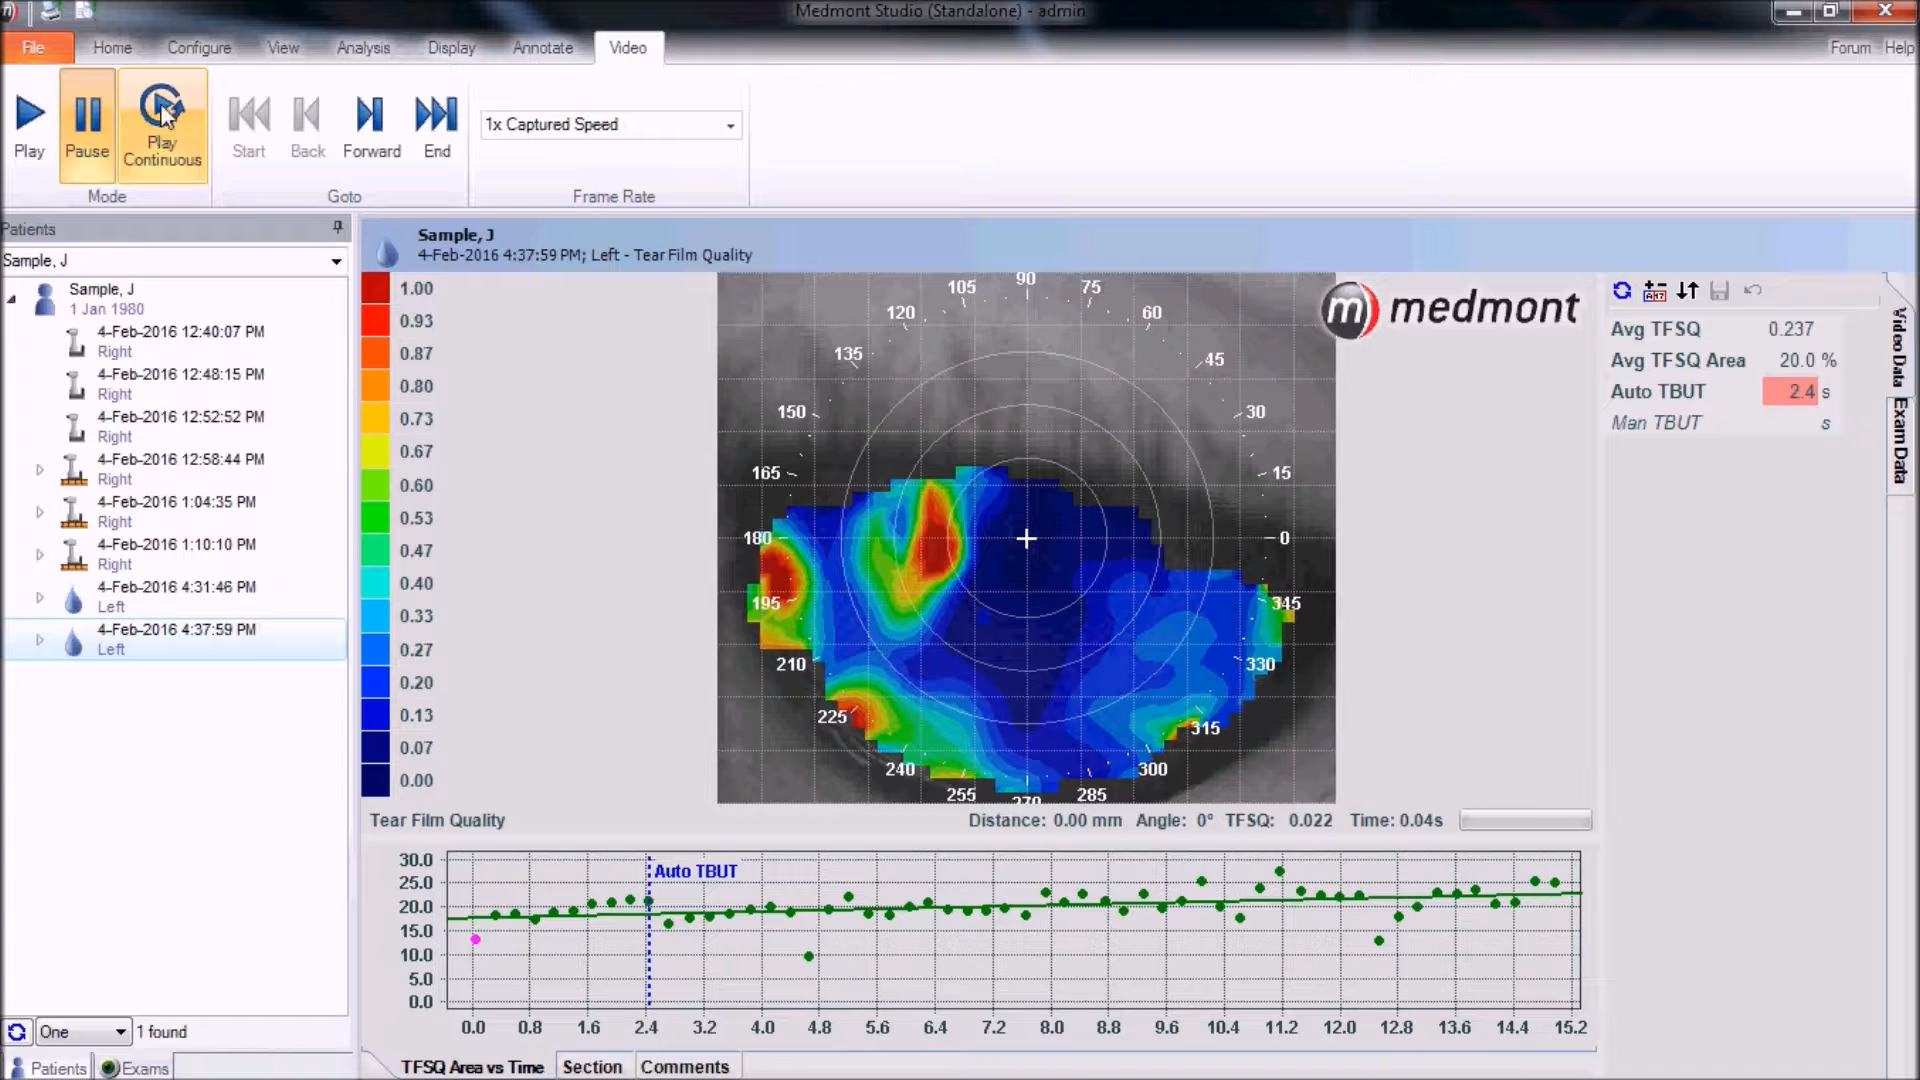 Medmont Studio (Standalone) - admin
File Home Configure View Analysis Display Annotate Video Forum Help
Play Pause Play Continuous Start Back Forward End 1x Captured Speed
Mode Goto Frame Rate
Patients
Sample, J
Sample, J
1 Jan 1980
4-Feb-2016 12:40:07 PM
Right
4-Feb-2016 12:48:15 PM
Right
4-Feb-2016 12:52:52 PM
Right
4-Feb-2016 12:58:44 PM
Right
4-Feb-2016 1:04:35 PM
Right
4-Feb-2016 1:10:10 PM
Right
4-Feb-2016 4:31:46 PM
Left
4-Feb-2016 4:37:59 PM
Left
One 1 found
Patients Exams
Sample, J
4-Feb-2016 4:37:59 PM; Left - Tear Film Quality
1.00
0.93
0.87
0.80
0.73
0.67
0.60
0.53
0.47
0.40
0.33
0.27
0.20
0.13
0.07
0.00
90
105 75
120 60
135 45
150 30
165 15
180 0
195 345
210 330
225 315
240 300
255 270 285
m medmont
Avg TFSQ 0.237
Avg TFSQ Area 20.0 %
Auto TBUT 2.4 s
Man TBUT s
Video Data
Exam Data
Tear Film Quality Distance: 0.00 mm Angle: 0° TFSQ: 0.022 Time: 0.04s
Auto TBUT
30.0
25.0
20.0
15.0
10.0
5.0
0.0
0.0 0.8 1.6 2.4 3.2 4.0 4.8 5.6 6.4 7.2 8.0 8.8 9.6 10.4 11.2 12.0 12.8 13.6 14.4 15.2
TFSQ Area vs Time Section Comments